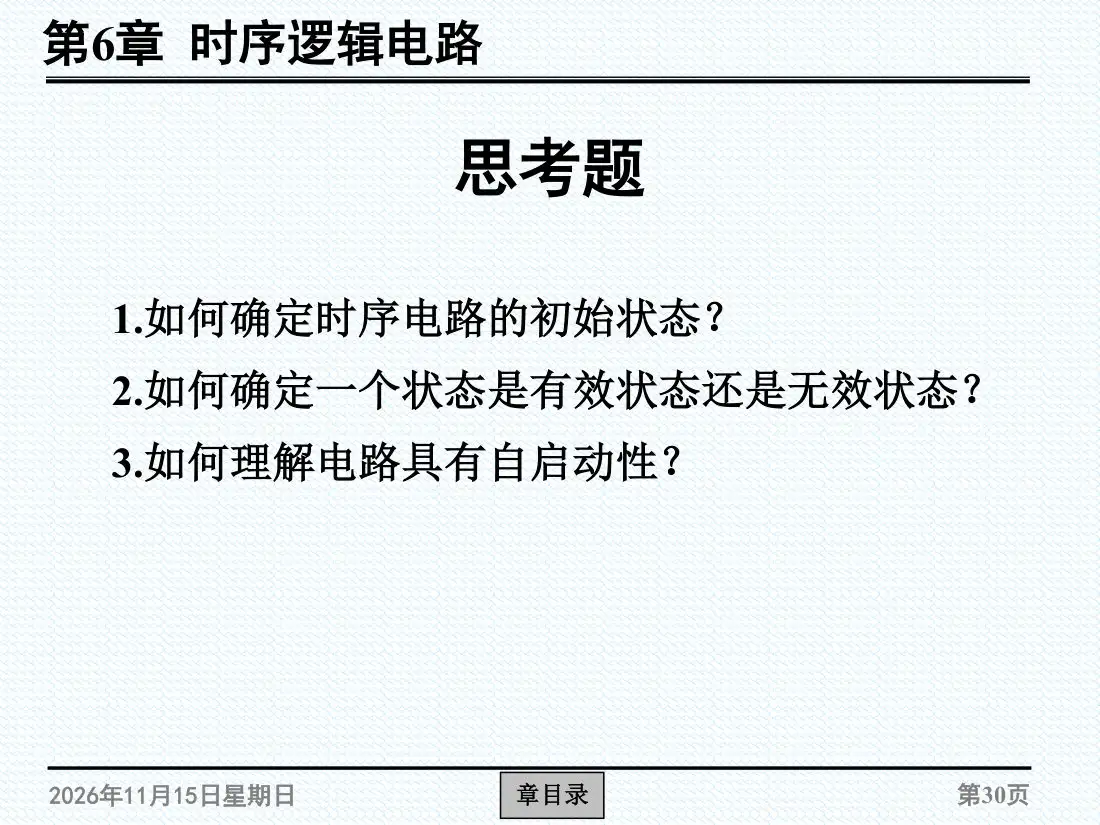 第6章 时序逻辑电路
思考题
1.如何确定时序电路的初始状态？
2.如何确定一个状态是有效状态还是无效状态？
3.如何理解电路具有自启动性？
2026年11月15日星期日
章目录
第30页